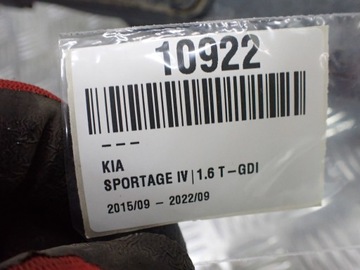 10922
---
KIA
SPORTAGE IV|1.6 T-GDI
2015/09 - 2022/09